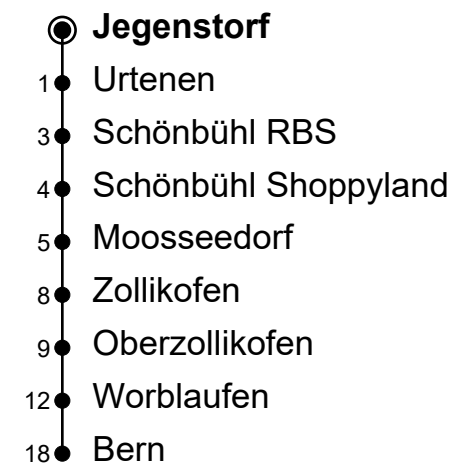 Jegenstorf
1 Urtenen
3 Schönbühl RBS
4 Schönbühl Shoppyland
5 Moosseedorf
8 Zollikofen
9 Oberzollikofen
12 Worblaufen
18 Bern